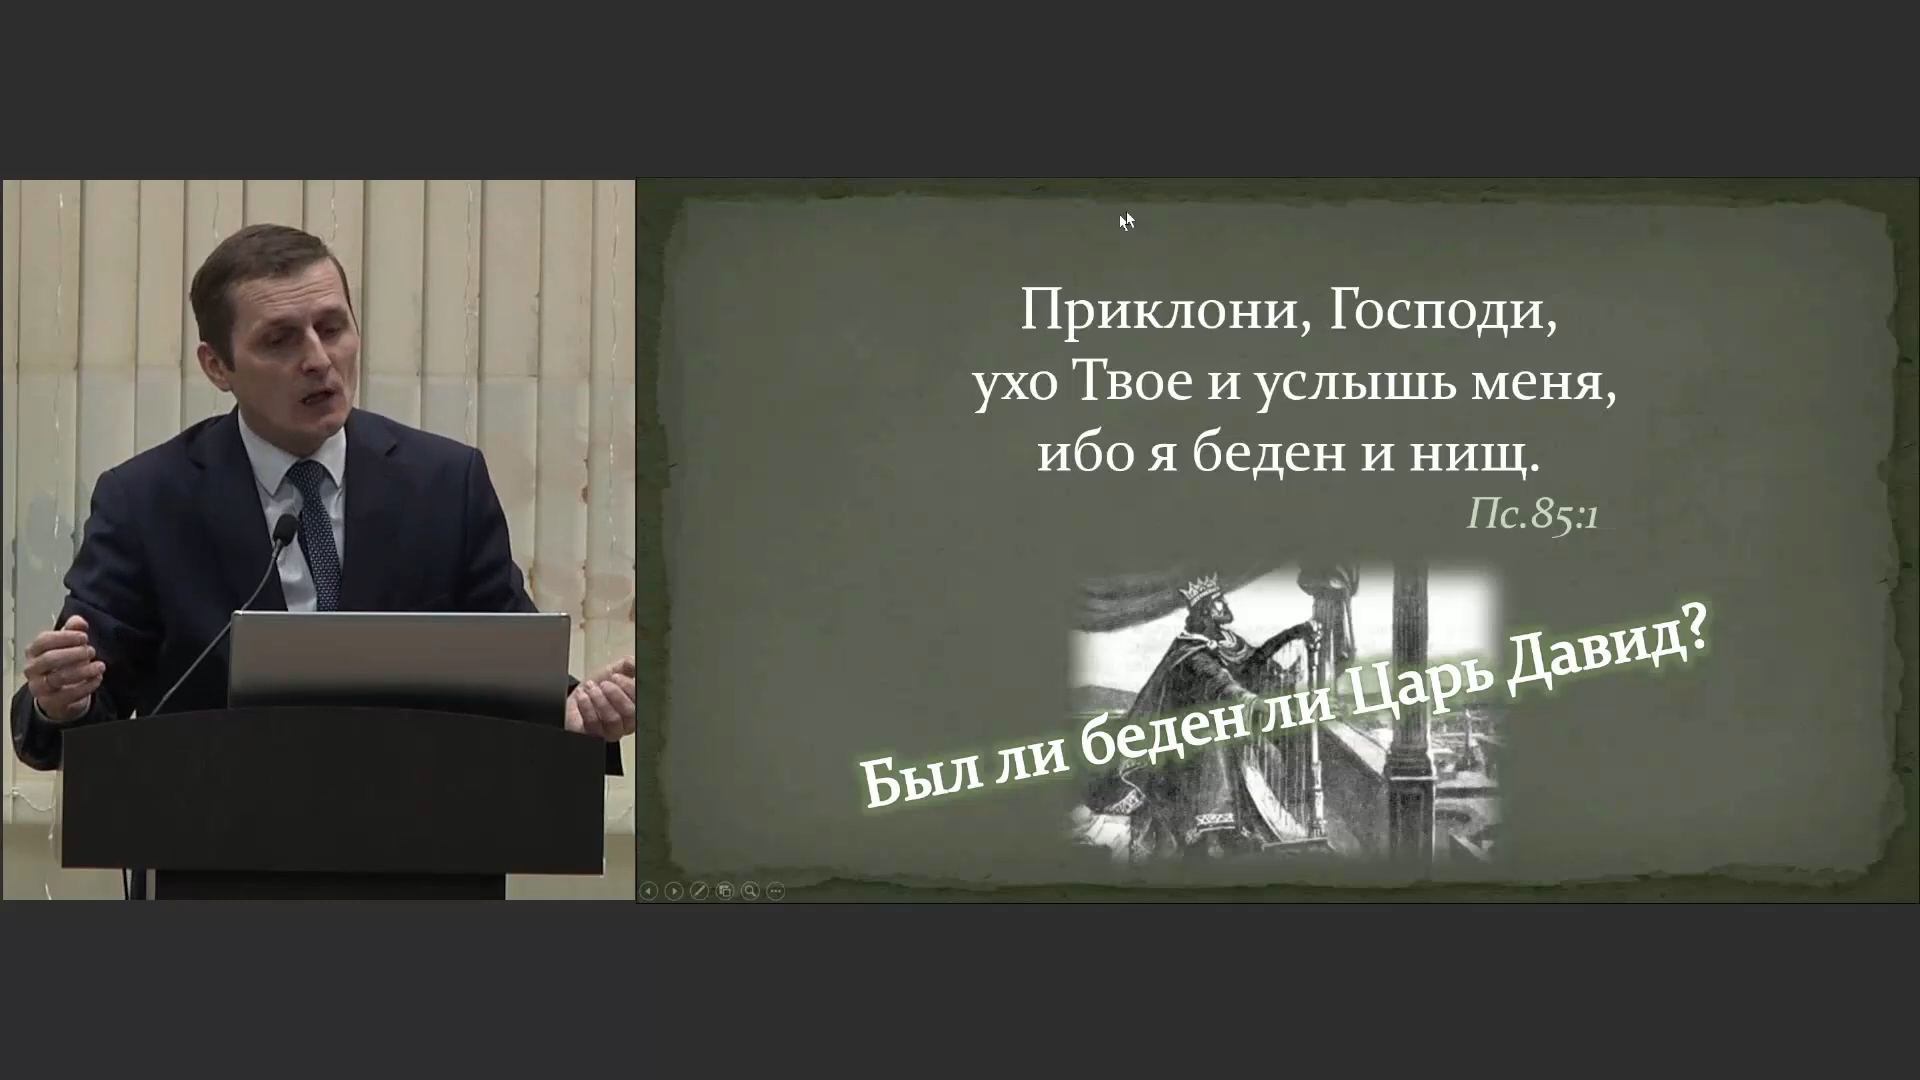 Приклони, Господи,
ухо Твое и услышь меня,
ибо я беден и нищ.
Пс.85:1
Был ли беден ли Царь Давид?